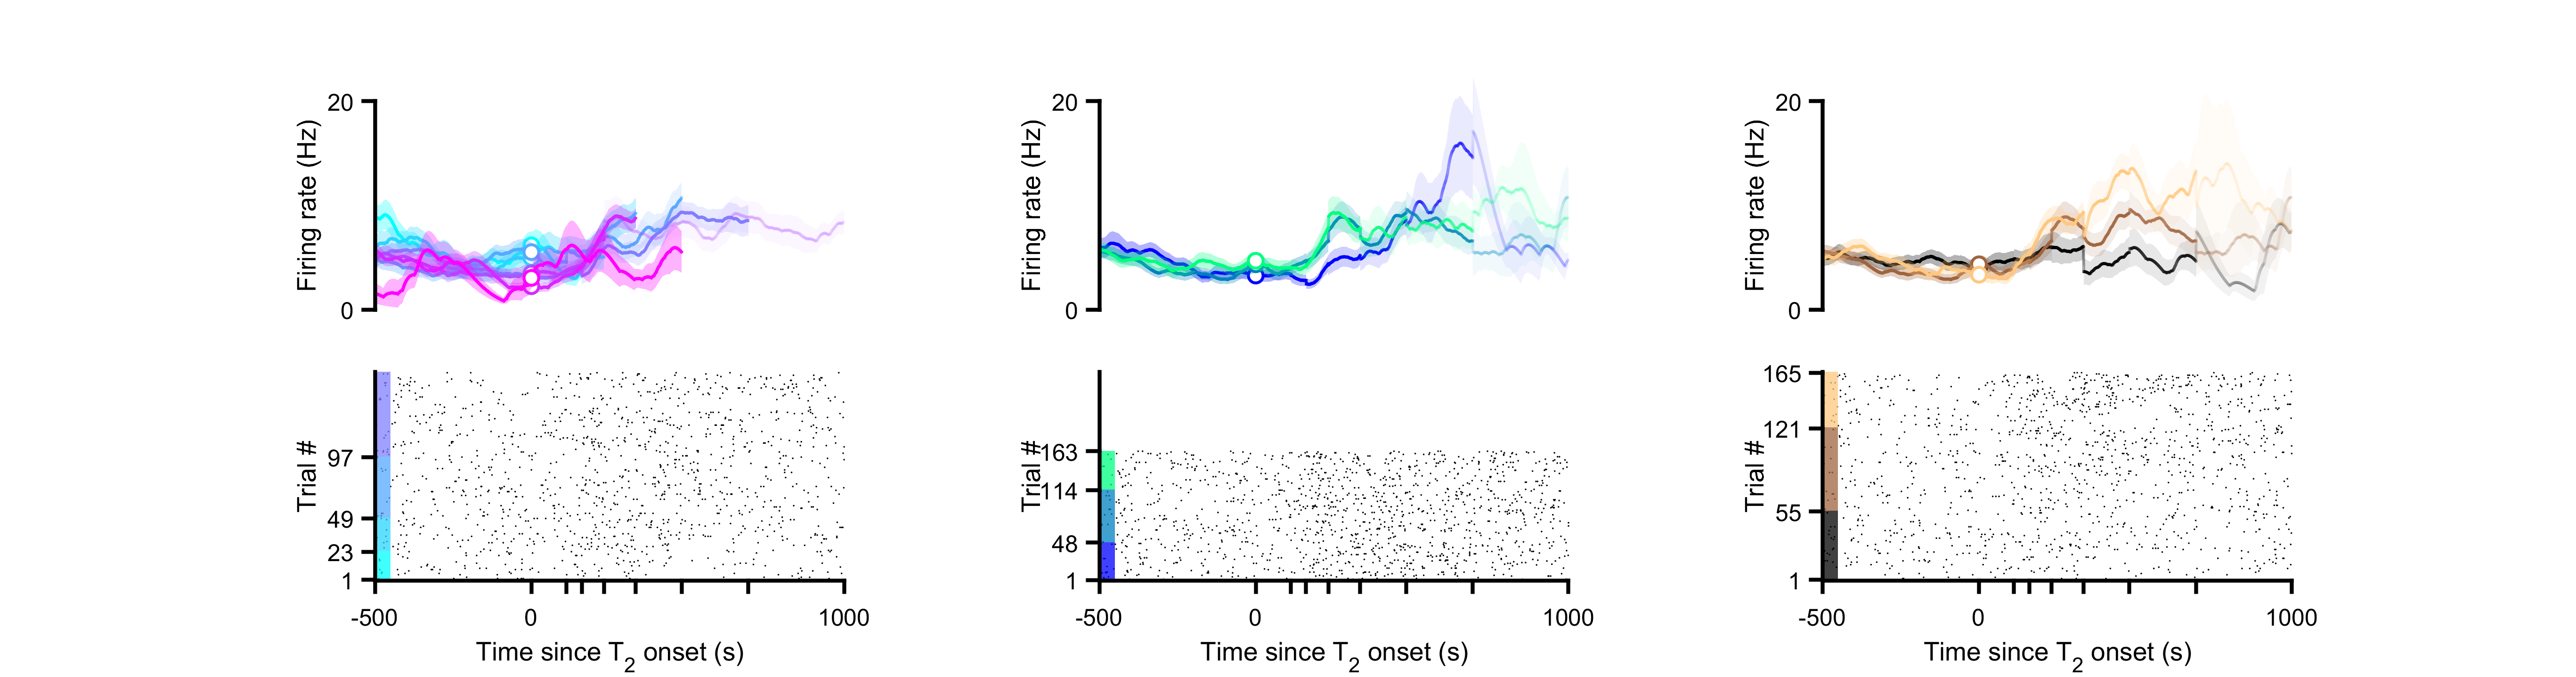 20
Firing rate (Hz)
0
97
49
23
1
Trial #
-500 0 1000
Time since T2 onset (s)
20
Firing rate (Hz)
0
163
114
48
1
Trial #
-500 0 1000
Time since T2 onset (s)
20
Firing rate (Hz)
0
165
121
55
1
Trial #
-500 0 1000
Time since T2 onset (s)